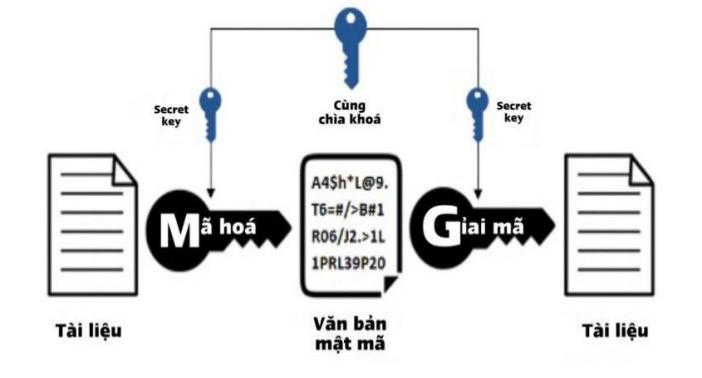 Cùng
chìa khoá
Secret
key
Secret
key
A4$h*L@9.
T6=#/>B#1
R06/J2.>1L
1PRL39P20
Mã hoá
Giai mã
Tài liệu
Văn bản
mật mã
Tài liệu